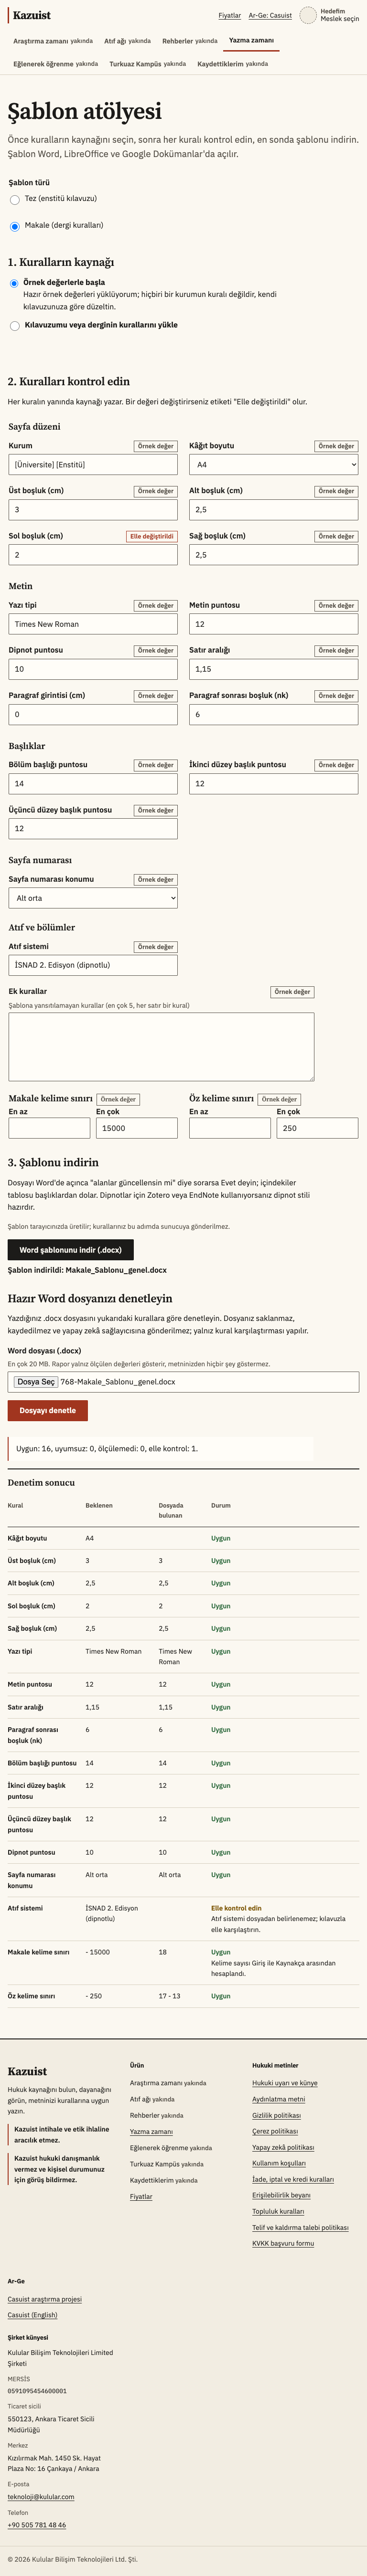 Kazuist
Fiyatlar
Ar-Ge: Casuist
Hedefim
Meslek seçin
Araştırma zamanı yakında
Atıf ağı yakında
Rehberler yakında
Yazma zamanı
Eğlenerek öğrenme yakında
Turkuaz Kampüs yakında
Kaydettiklerim yakında
Şablon atölyesi
Önce kuralların kaynağını seçin, sonra her kuralı kontrol edin, en sonda şablonu indirin.
Şablon Word, LibreOffice ve Google Dokümanlar'da açılır.
Şablon türü
Tez (enstitü kılavuzu)
Makale (dergi kuralları)
1. Kuralların kaynağı
Örnek değerlerle başla
Hazır örnek değerleri yüklüyorum; hiçbir bir kurumun kuralı değildir, kendi
kılavuzunuza göre düzeltin.
Kılavuzumu veya derginin kurallarını yükle
2. Kuralları kontrol edin
Her kuralın yanında kaynağı yazar. Bir değeri değiştirirseniz etiketi "Elle değiştirildi" olur.
Sayfa düzeni
Kurum Örnek değer
[Üniversite] [Enstitü]
Kâğıt boyutu Örnek değer
A4
Üst boşluk (cm) Örnek değer
3
Alt boşluk (cm) Örnek değer
2,5
Sol boşluk (cm) Elle değiştirildi
2
Sağ boşluk (cm) Örnek değer
2,5
Metin
Yazı tipi Örnek değer
Times New Roman
Metin puntosu Örnek değer
12
Dipnot puntosu Örnek değer
10
Satır aralığı Örnek değer
1,15
Paragraf girintisi (cm) Örnek değer
0
Paragraf sonrası boşluk (nk) Örnek değer
6
Başlıklar
Bölüm başlığı puntosu Örnek değer
14
İkinci düzey başlık puntosu Örnek değer
12
Üçüncü düzey başlık puntosu Örnek değer
12
Sayfa numarası
Sayfa numarası konumu Örnek değer
Alt orta
Atıf ve bölümler
Atıf sistemi Örnek değer
İSNAD 2. Edisyon (dipnotlu)
Ek kurallar Örnek değer
Şablona yansıtılamayan kurallar (en çok 5, her satır bir kural)
Makale kelime sınırı Örnek değer
En az
En çok
15000
Öz kelime sınırı Örnek değer
En az
En çok
250
3. Şablonu indirin
Dosyayı Word'de açınca "alanlar güncellensin mi" diye sorarsa Evet deyin; içindekiler
tablosu başlıklardan dolar. Dipnotlar için Zotero veya EndNote kullanıyorsanız dipnot stili
hazırdır.
Şablon tarayıcınızda üretilir; kurallarınız bu adımda sunucuya gönderilmez.
Word şablonunu indir (.docx)
Şablon indirildi: Makale_Sablonu_genel.docx
Hazır Word dosyanızı denetleyin
Yazdığınız .docx dosyasını yukarıdaki kurallara göre denetleyin. Dosyanız saklanmaz,
kaydedilmez ve yapay zekâ sağlayıcısına gönderilmez; yalnız kural karşılaştırması yapılır.
Word dosyası (.docx)
En çok 20 MB. Rapor yalnız ölçülen değerleri gösterir, metninizden hiçbir şey göstermez.
Dosya Seç 768-Makale_Sablonu_genel.docx
Dosyayı denetle
Uygun: 16, uyumsuz: 0, ölçülemedi: 0, elle kontrol: 1.
Denetim sonucu
Kural Beklenen Dosyada bulunan Durum
Kâğıt boyutu A4 Uygun
Üst boşluk (cm) 3 3 Uygun
Alt boşluk (cm) 2,5 2,5 Uygun
Sol boşluk (cm) 2 2 Uygun
Sağ boşluk (cm) 2,5 2,5 Uygun
Yazı tipi Times New Roman Times New Roman Uygun
Metin puntosu 12 12 Uygun
Satır aralığı 1,15 1,15 Uygun
Paragraf sonrası boşluk (nk) 6 6 Uygun
Bölüm başlığı puntosu 14 14 Uygun
İkinci düzey başlık puntosu 12 12 Uygun
Üçüncü düzey başlık puntosu 12 12 Uygun
Dipnot puntosu 10 10 Uygun
Sayfa numarası konumu Alt orta Alt orta Uygun
Atıf sistemi İSNAD 2. Edisyon (dipnotlu) Elle kontrol edin
Atıf sistemi dosyadan belirlenemez; kılavuzla
elle karşılaştırın.
Makale kelime sınırı - 15000 18 Uygun
Kelime sayısı Giriş ile Kaynakça arasından
hesaplandı.
Öz kelime sınırı - 250 17 - 13 Uygun
Kazuist
Hukuk kaynağını bulun, dayanağını
görün, metninizi kurallarına uygun
yazın.
Kazuist intihale ve etik ihlaline
aracılık etmez.
Kazuist hukuki danışmanlık
vermez ve kişisel durumunuz
için görüş bildirmez.
Ürün
Araştırma zamanı yakında
Atıf ağı yakında
Rehberler yakında
Yazma zamanı
Eğlenerek öğrenme yakında
Turkuaz Kampüs yakında
Kaydettiklerim yakında
Fiyatlar
Hukuki metinler
Hukuki uyarı ve künye
Aydınlatma metni
Gizlilik politikası
Çerez politikası
Yapay zekâ politikası
Kullanım koşulları
İade, iptal ve kredi kuralları
Erişilebilirlik beyanı
Topluluk kuralları
Telif ve kaldırma talebi politikası
KVKK başvuru formu
Ar-Ge
Casuist araştırma projesi
Casuist (English)
Şirket künyesi
Kulular Bilişim Teknolojileri Limited
Şirketi
MERSİS
0591095454600001
Ticaret sicili
550123, Ankara Ticaret Sicili
Müdürlüğü
Merkez
Kızılırmak Mah. 1450 Sk. Hayat
Plaza No: 16 Çankaya / Ankara
E-posta
teknoloji@kulular.com
Telefon
+90 505 781 48 46
© 2026 Kulular Bilişim Teknolojileri Ltd. Şti.